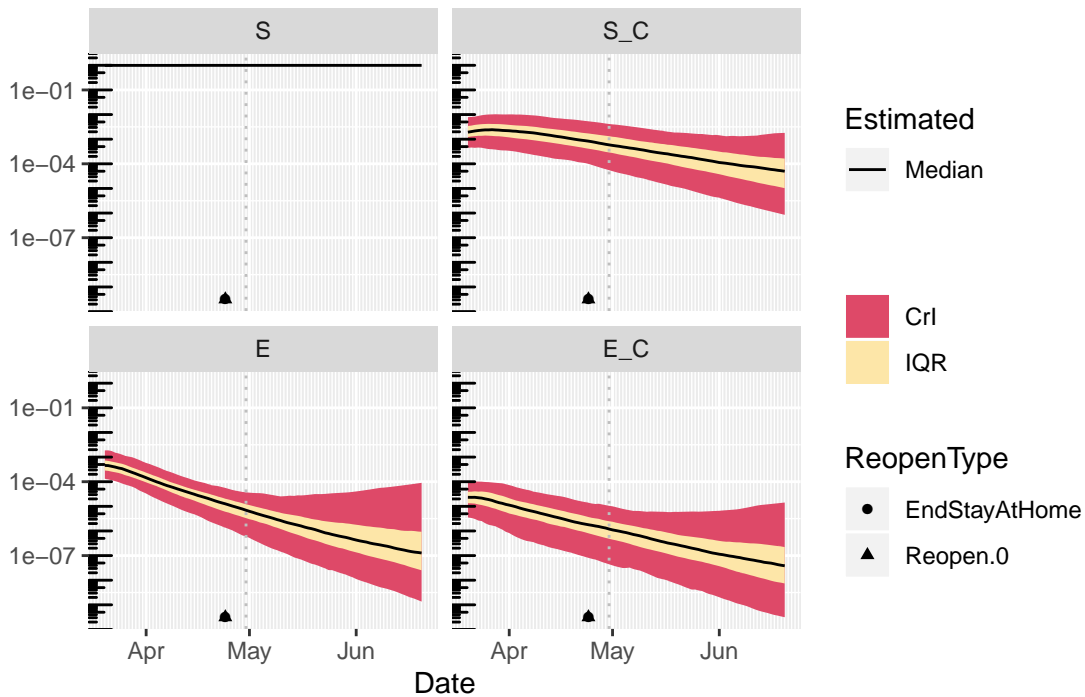 S
S_C
1e−01
1e−04
1e−07
E
E_C
1e−01
1e−04
1e−07
Apr
May
Jun
Apr
May
Jun
Date
Estimated
Median
CrI
IQR
ReopenType
EndStayAtHome
Reopen.0